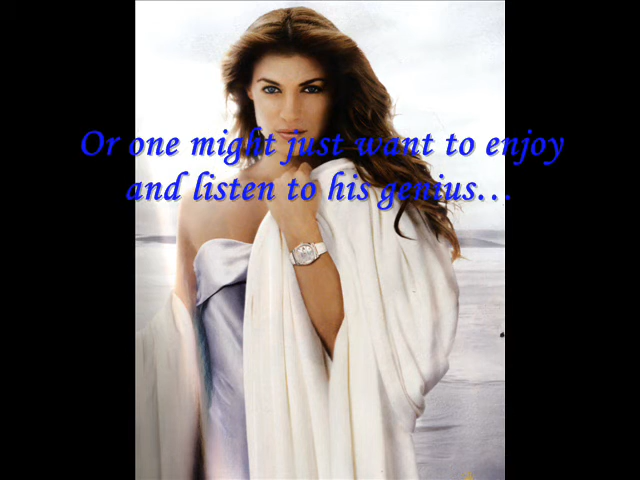 Or one might just want to enjoy
and listen to his genius…